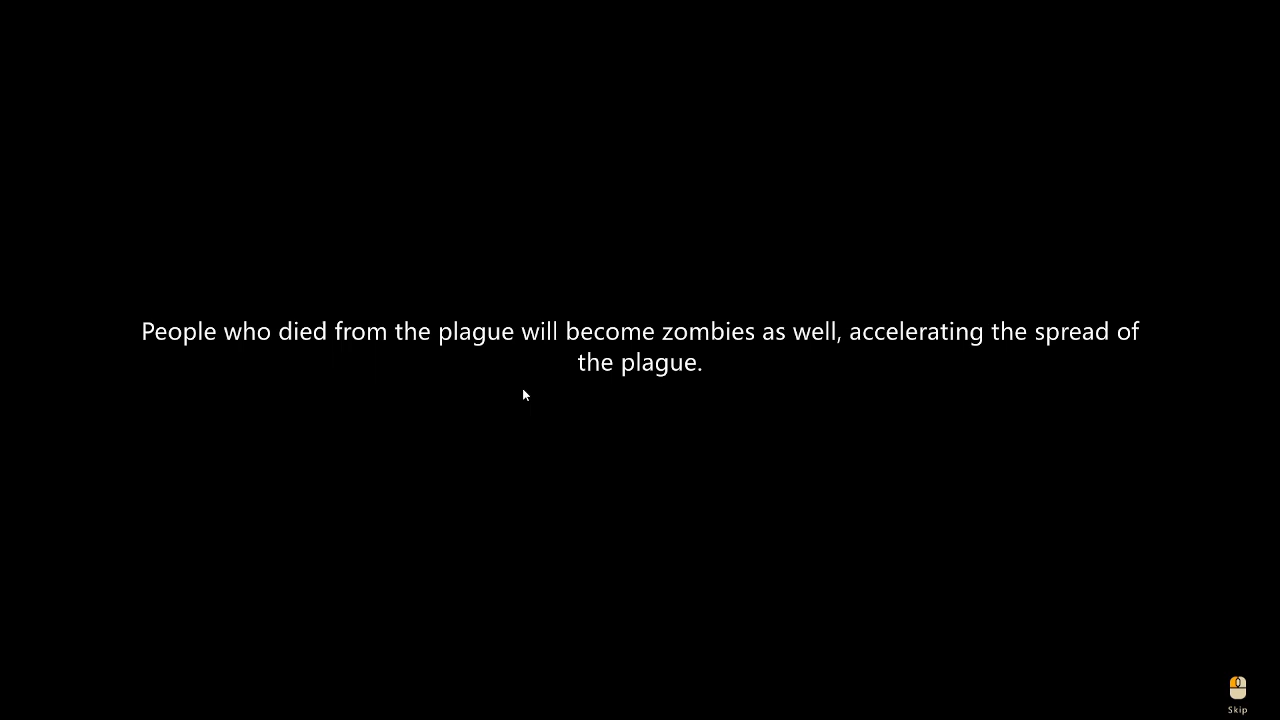 People who died from the plague will become zombies as well, accelerating the spread of
the plague.
Skip